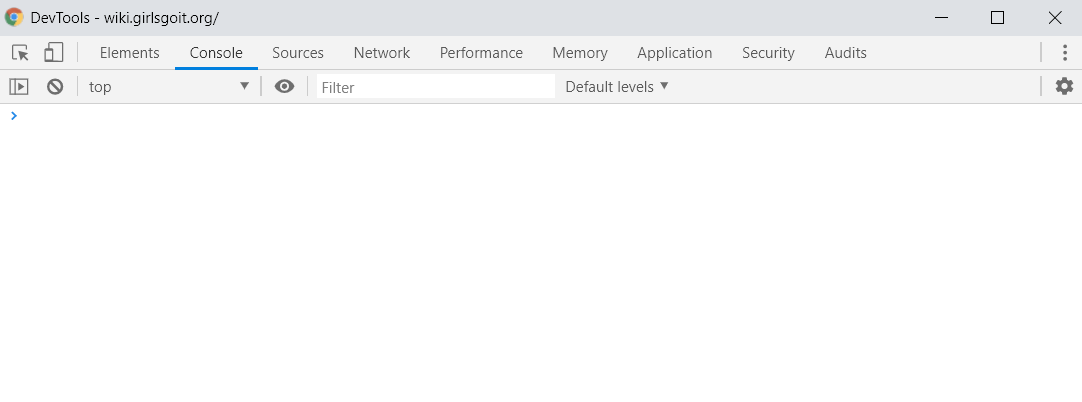 DevTools - wiki.girlsgoit.org/
Elements Console Sources Network Performance Memory Application Security Audits
top Filter Default levels